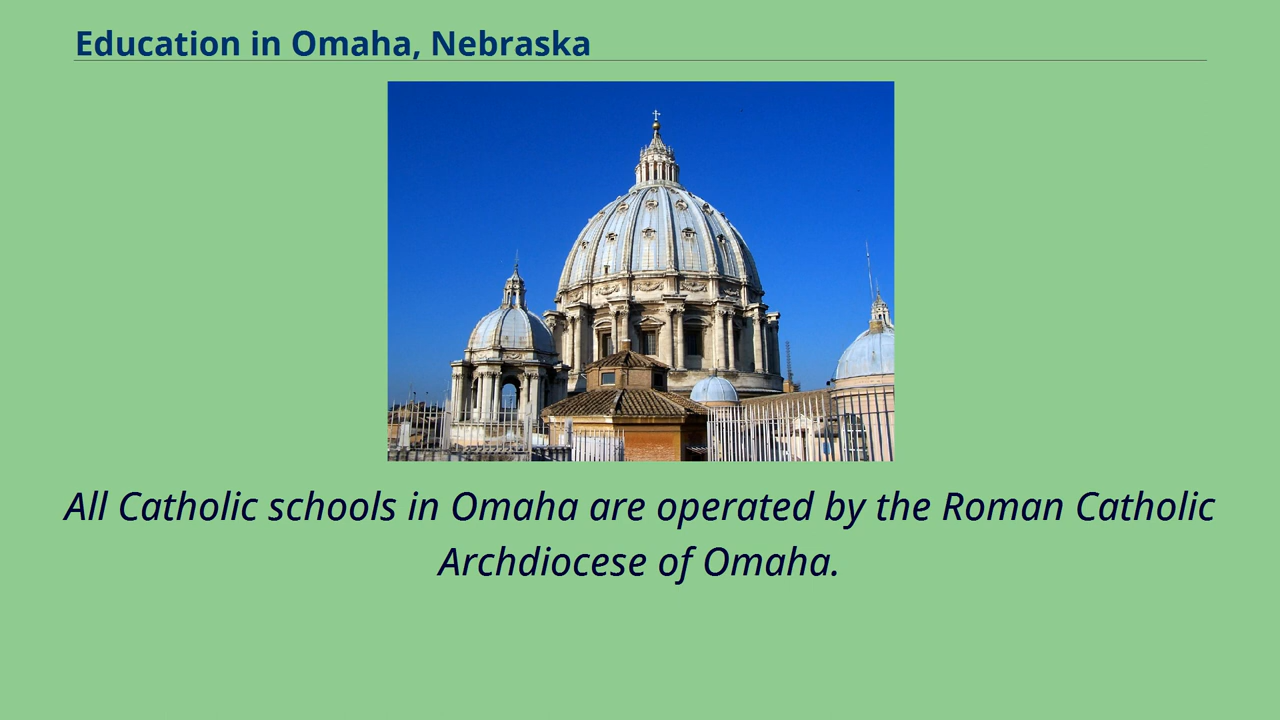 Education in Omaha, Nebraska
All Catholic schools in Omaha are operated by the Roman Catholic
Archdiocese of Omaha.